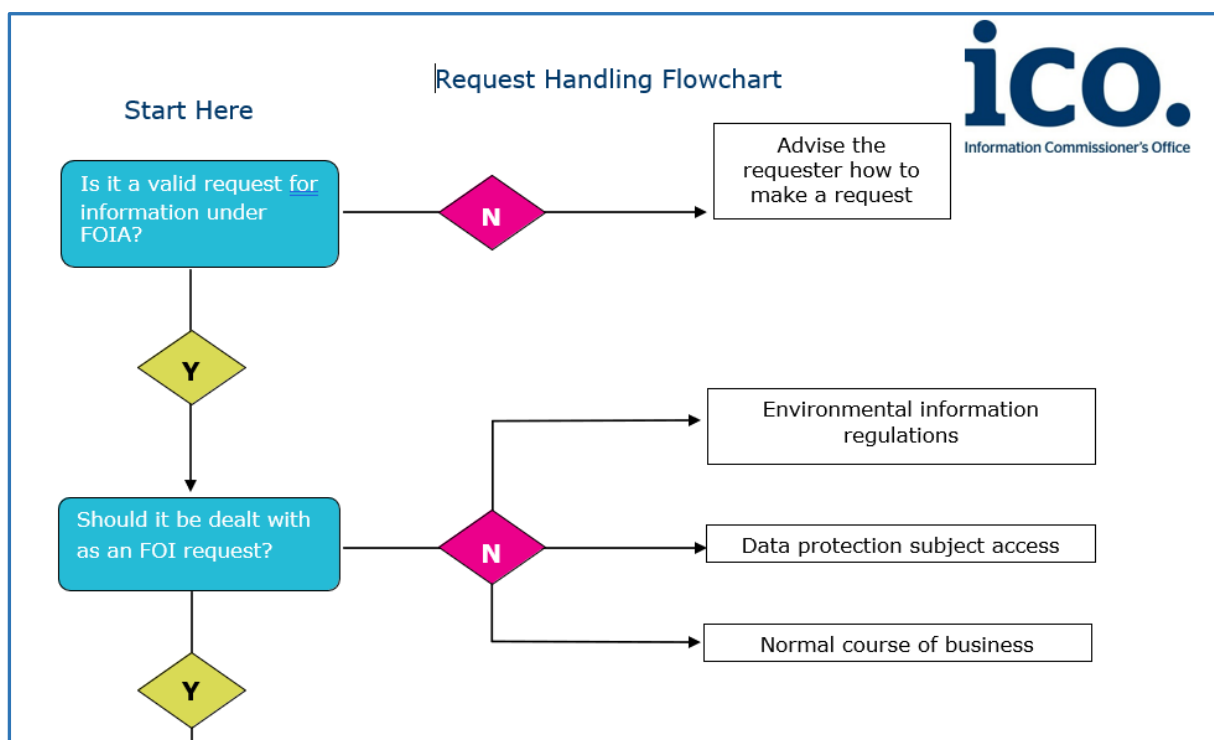 Request Handling Flowchart
ico.
Information Commissioner's Office
Start Here
Is it a valid request for
information under
FOIA?
N
Advise the
requester how to
make a request
Y
Should it be dealt with
as an FOI request?
N
Environmental information
regulations
Data protection subject access
Normal course of business
Y